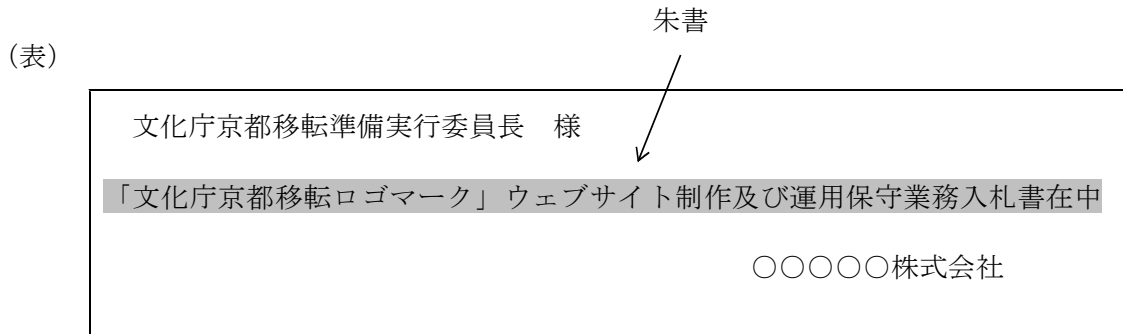 朱書
（表）
文化庁京都移転準備実行委員長　様
「文化庁京都移転ロゴマーク」ウェブサイト制作及び運用保守業務入札書在中
○○○○○株式会社